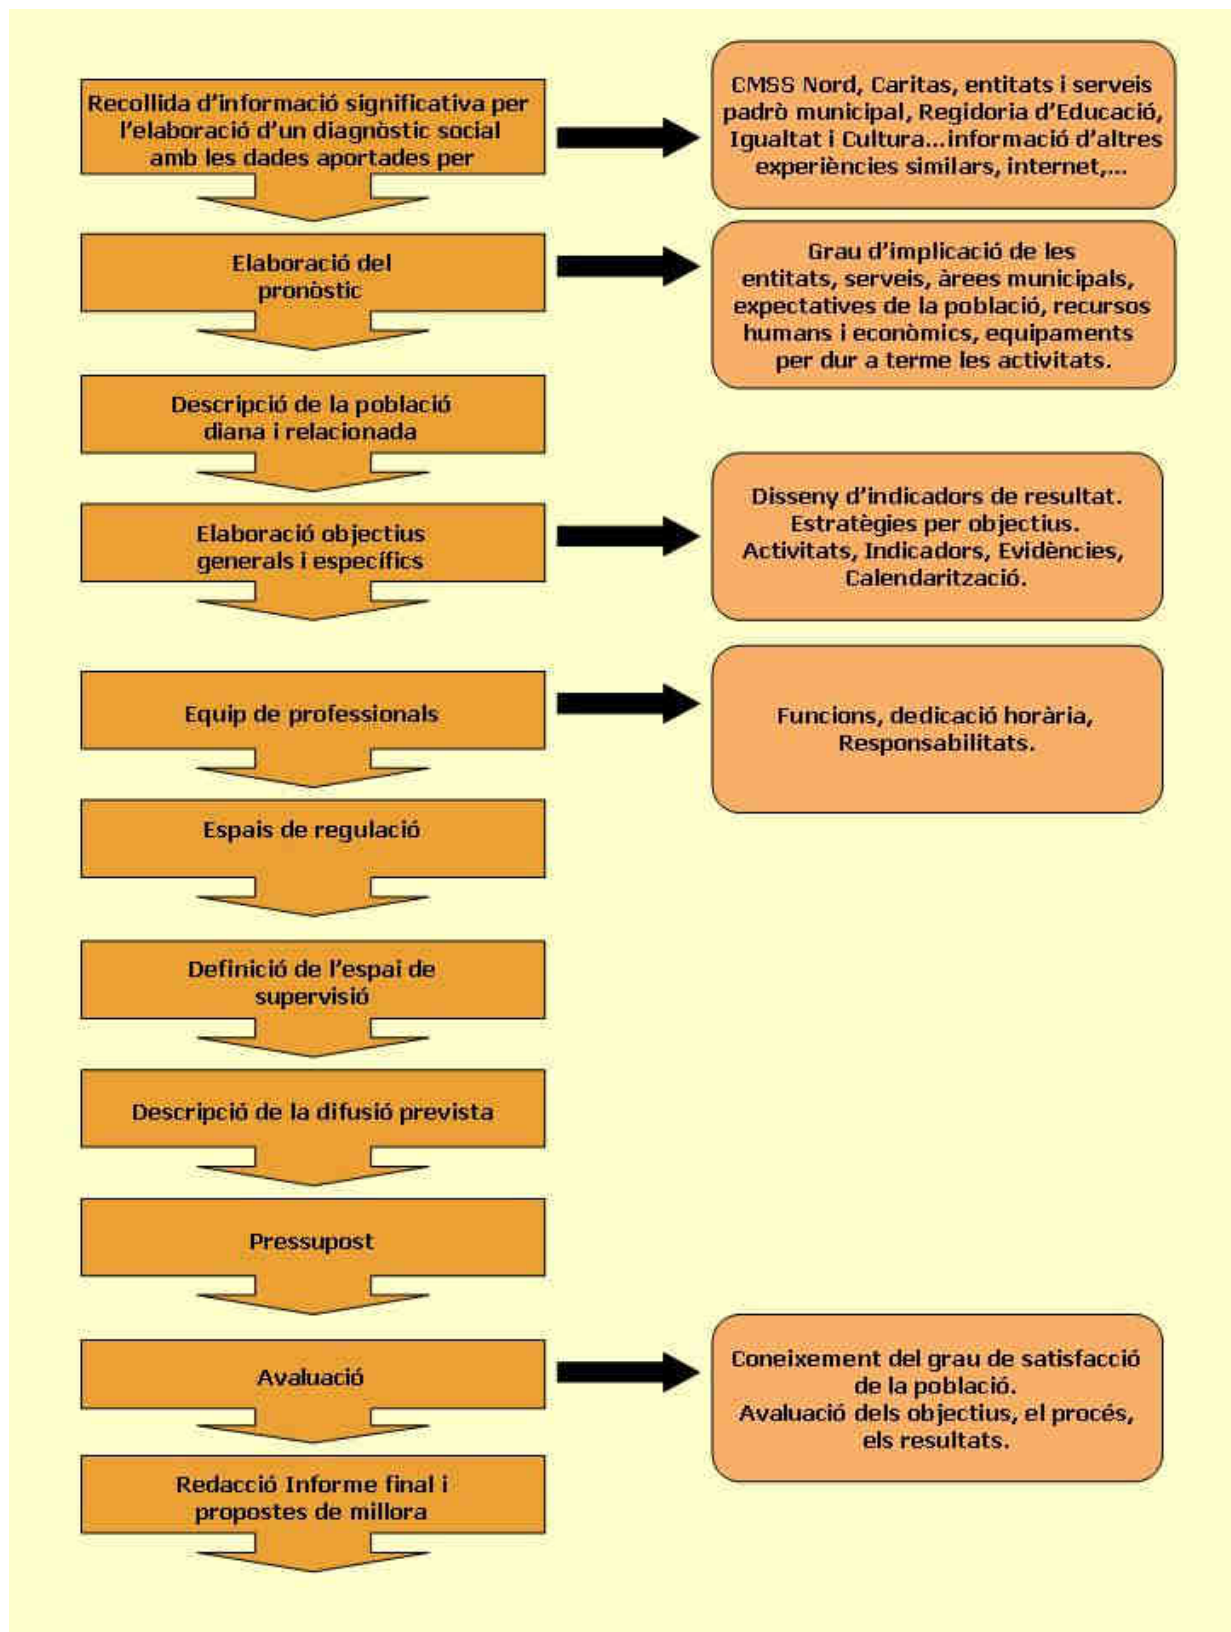 Recollida d'informació significativa per
l'elaboració d'un diagnòstic social
amb les dades aportades per
CMSS Nord, Caritas, entitats i serveis
padrò municipal, Regidoria d'Educació,
Igualtat i Cultura...informació d'altres
experiències similars, internet,...
Elaboració del
pronòstic
Grau d'implicació de les
entitats, serveis, àrees municipals,
expectatives de la població, recursos
humans i econòmics, equipaments
per dur a terme les activitats.
Descripció de la població
diana i relacionada
Elaboració objectius
generals i específics
Disseny d'indicadors de resultat.
Estratègies per objectius.
Activitats, Indicadors, Evidències,
Calendarització.
Equip de professionals
Funcions, dedicació horària,
Responsabilitats.
Espais de regulació
Definició de l'espai de
supervisió
Descripció de la difusió prevista
Pressupost
Avaluació
Coneixement del grau de satisfacció
de la població.
Avaluació dels objectius, el procés,
els resultats.
Redacció Informe final i
propostes de millora